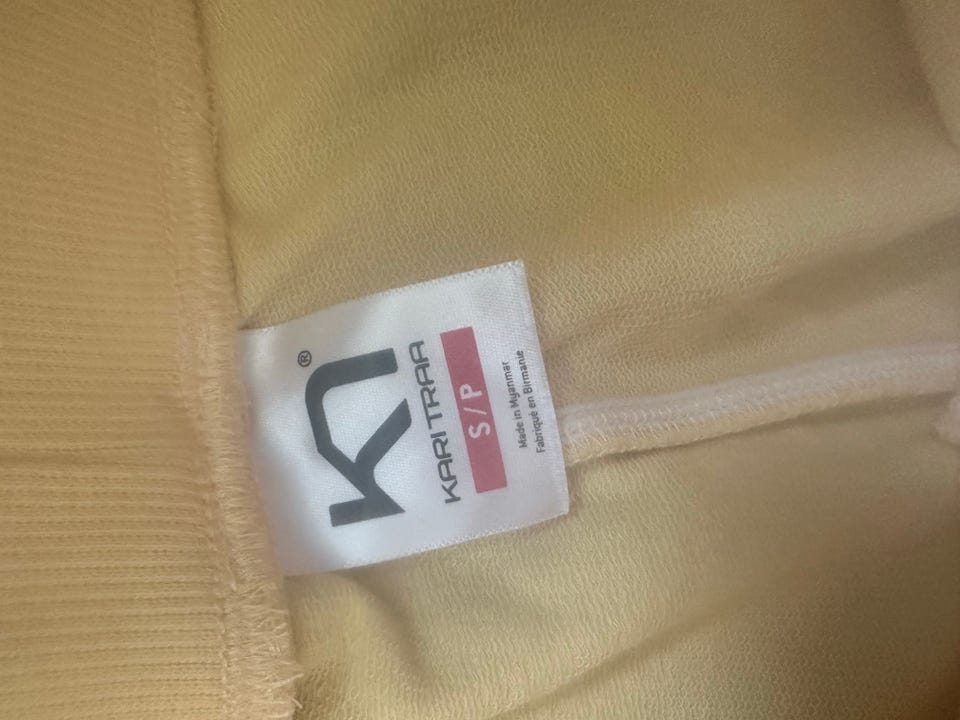 ®
KARI TRAA
S/P
Made in Myanmar
Fabriqué en Birmanie